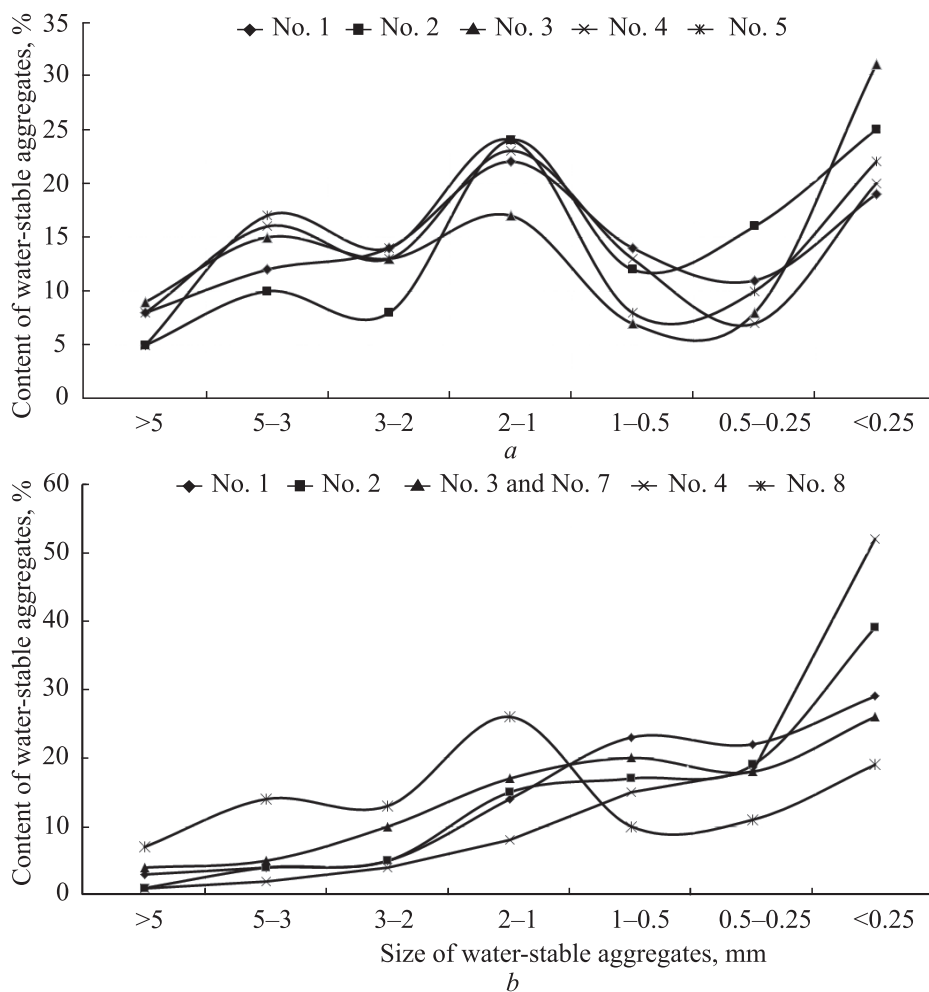 Content of water-stable aggregates, %
35
30
25
20
15
10
5
0
No. 1 No. 2 No. 3 No. 4 No. 5
>5 5–3 3–2 2–1 1–0.5 0.5–0.25 <0.25
a
Content of water-stable aggregates, %
60
50
40
30
20
10
0
No. 1 No. 2 No. 3 and No. 7 No. 4 No. 8
>5 5–3 3–2 2–1 1–0.5 0.5–0.25 <0.25
Size of water-stable aggregates, mm
b